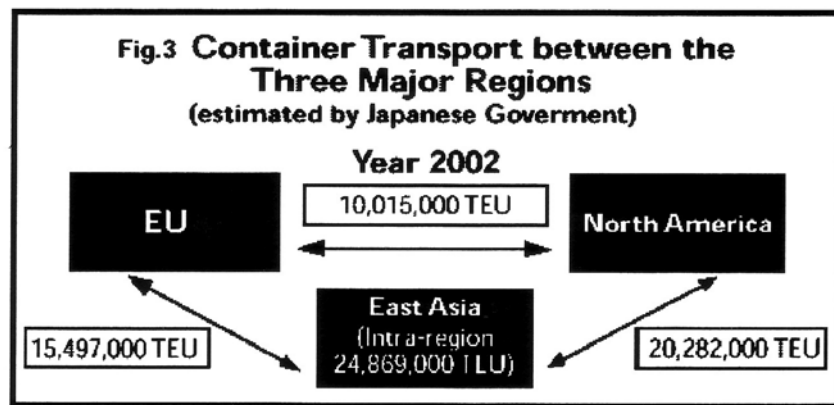 Fig.3 Container Transport between the
Three Major Regions
(estimated by Japanese Goverment)
Year 2002
10,015,000 TEU
EU
North America
East Asia
(Intra-region
24,869,000 TEU)
15,497,000 TEU
20,282,000 TEU